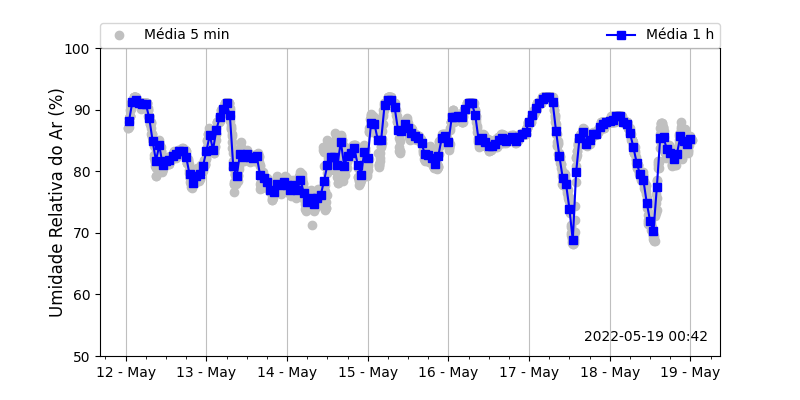 Média 5 min
Média 1 h
Umidade Relativa do Ar (%)
100
90
80
70
60
50
2022-05-19 00:42
12 - May
13 - May
14 - May
15 - May
16 - May
17 - May
18 - May
19 - May